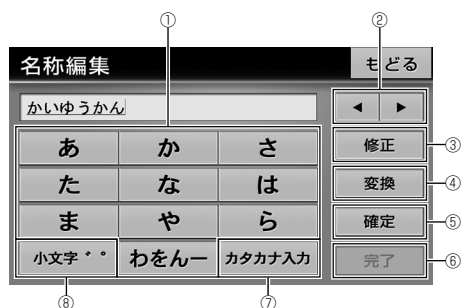 ① ②
名称編集 もどる
かいゆうかん ◀ ▶
あ か さ 修正 ③
た な は 変換 ④
ま や ら 確定 ⑤
小文字゛゜ わをんー カタカナ入力 完了 ⑥
⑧ ⑦